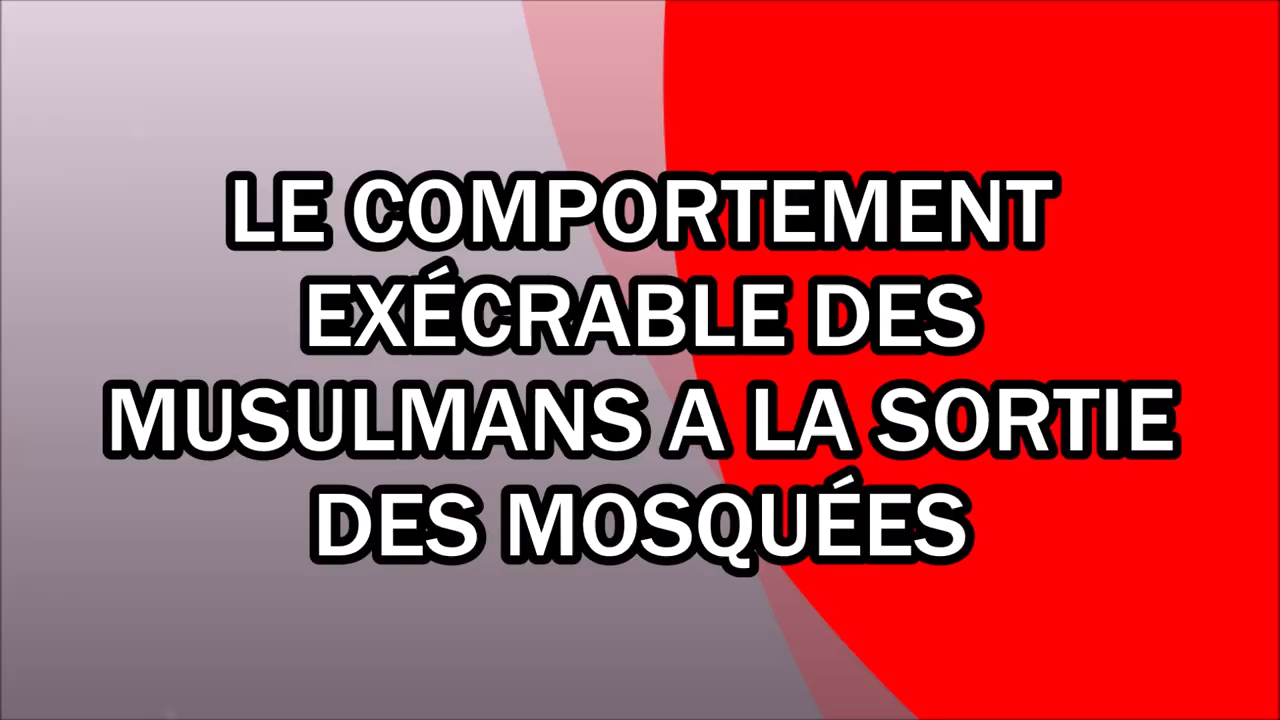 LE COMPORTEMENT
EXÉCRABLE DES
MUSULMANS A LA SORTIE
DES MOSQUÉES